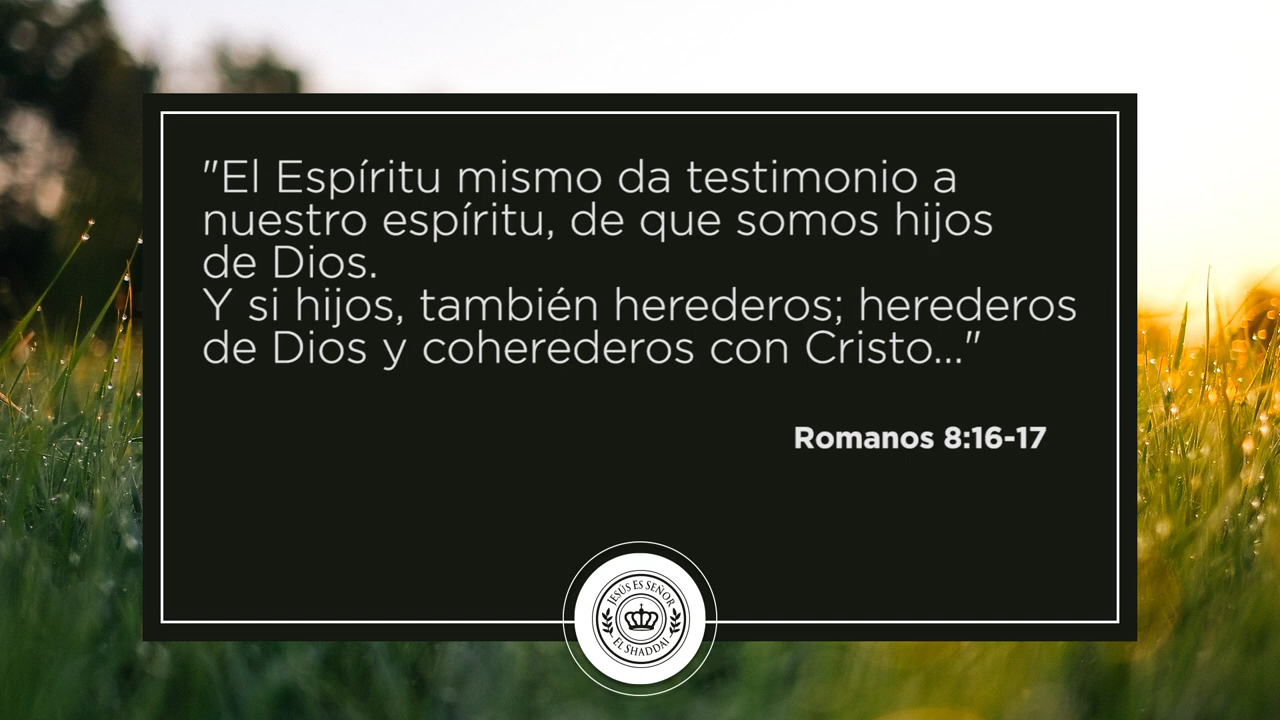 "El Espíritu mismo da testimonio a
nuestro espíritu, de que somos hijos
de Dios.
Y si hijos, también herederos; herederos
de Dios y coherederos con Cristo..."
Romanos 8:16-17
JESÚS ES SEÑOR
EL SHADDAI